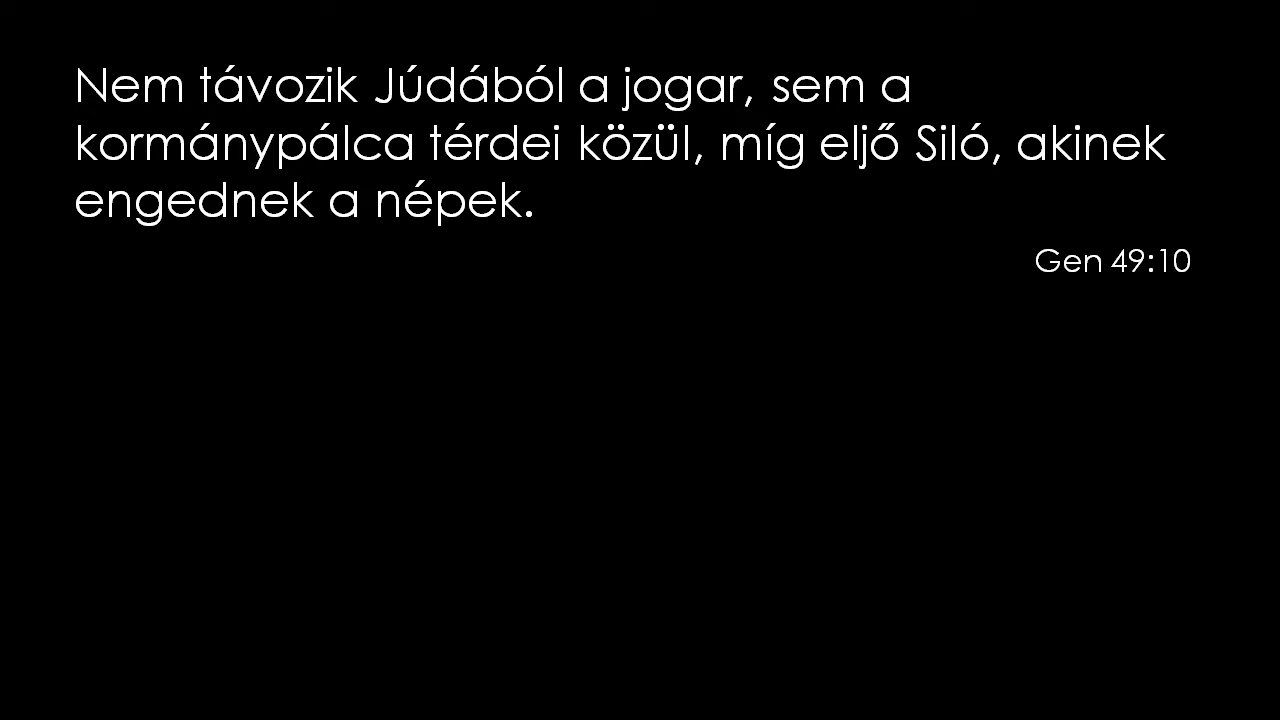 Nem távozik Júdából a jogar, sem a
kormánypálca térdei közül, míg eljő Siló, akinek
engednek a népek.
Gen 49:10